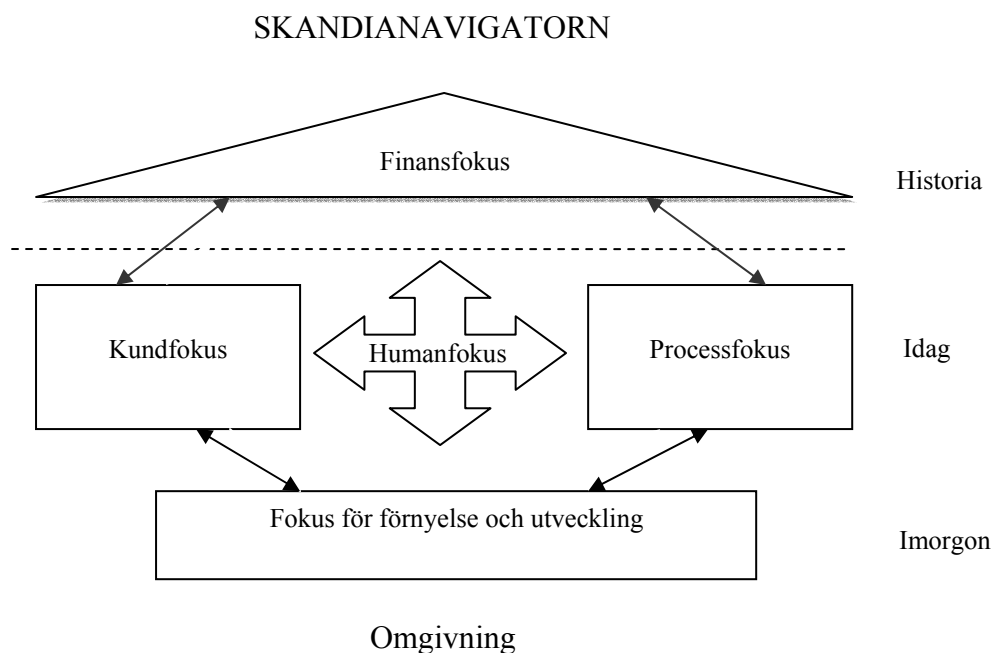 SKANDIANAVIGATORN
Finansfokus
Historia
Kundfokus
Humanfokus
Processfokus
Idag
Fokus för förnyelse och utveckling
Imorgon
Omgivning